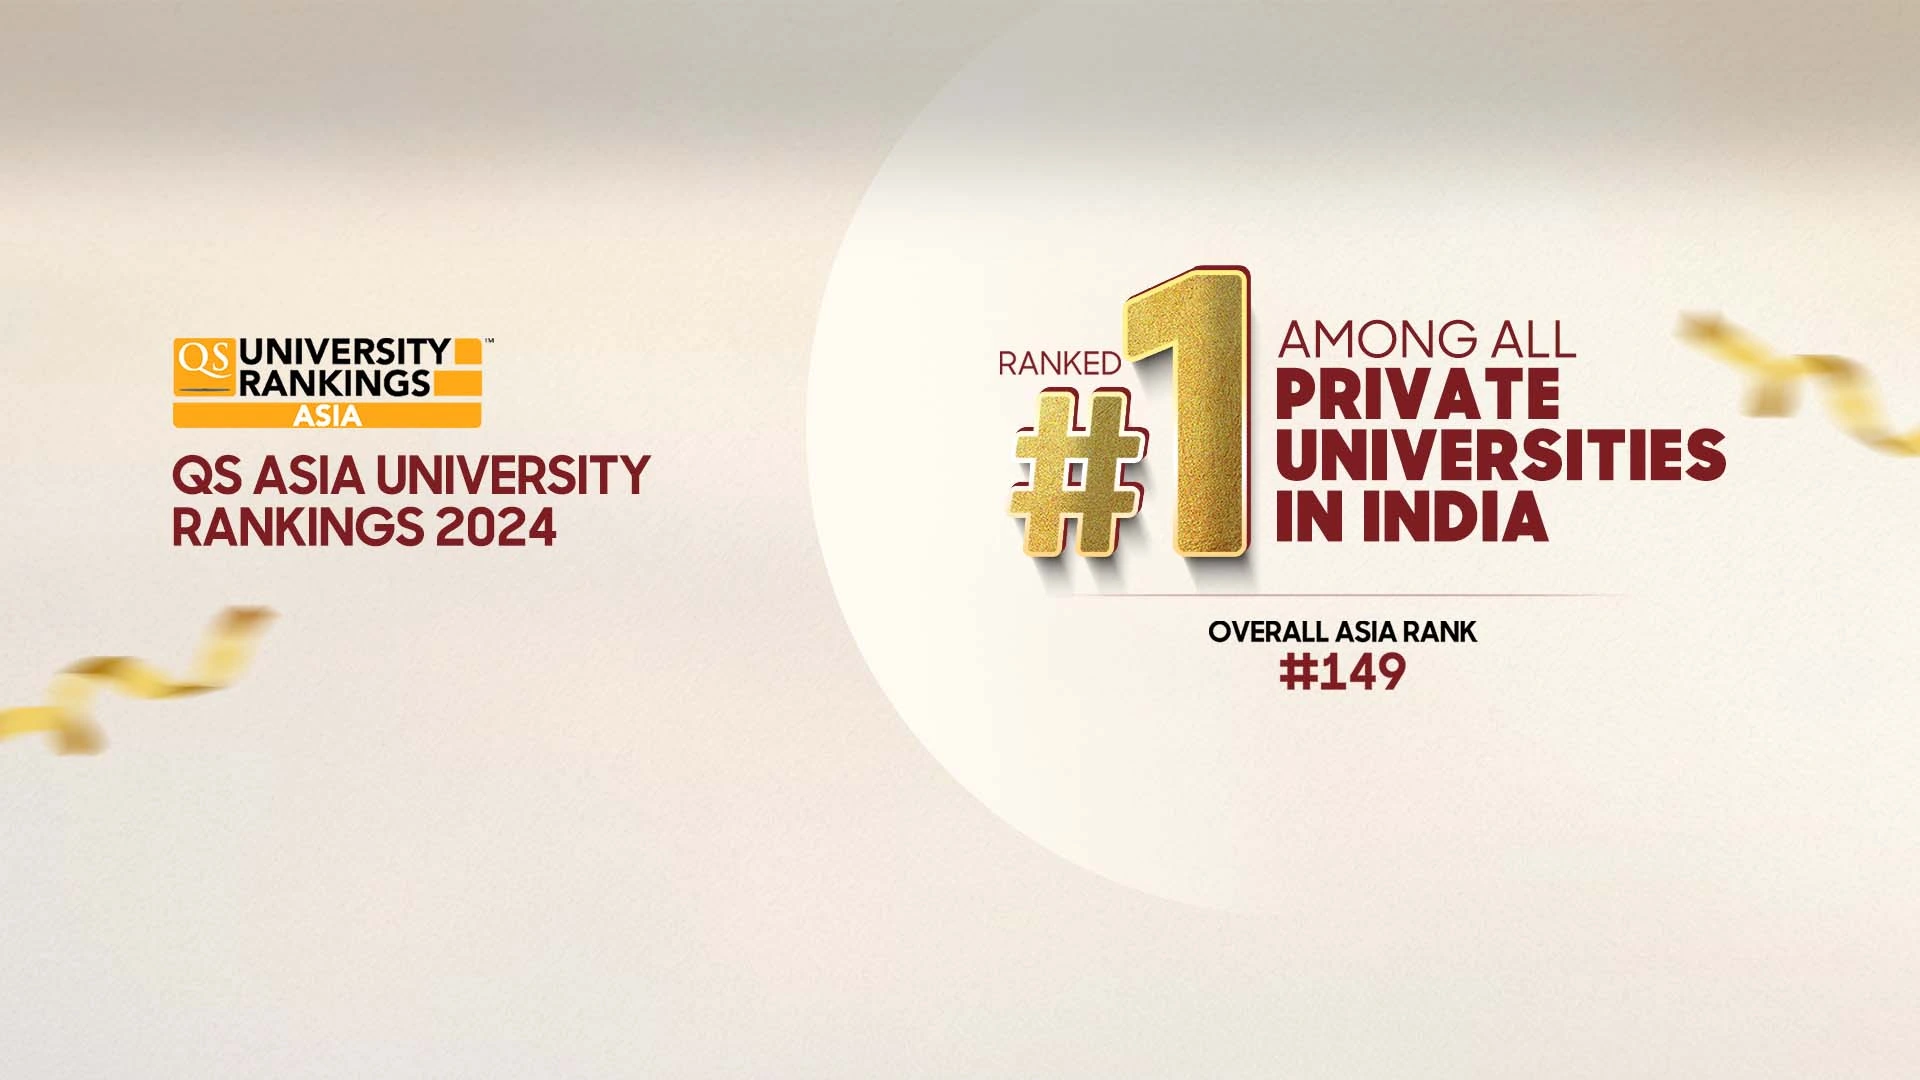 QS UNIVERSITY™
RANKINGS
ASIA
QS ASIA UNIVERSITY
RANKINGS 2024
RANKED
#1
AMONG ALL
PRIVATE
UNIVERSITIES
IN INDIA
OVERALL ASIA RANK
#149